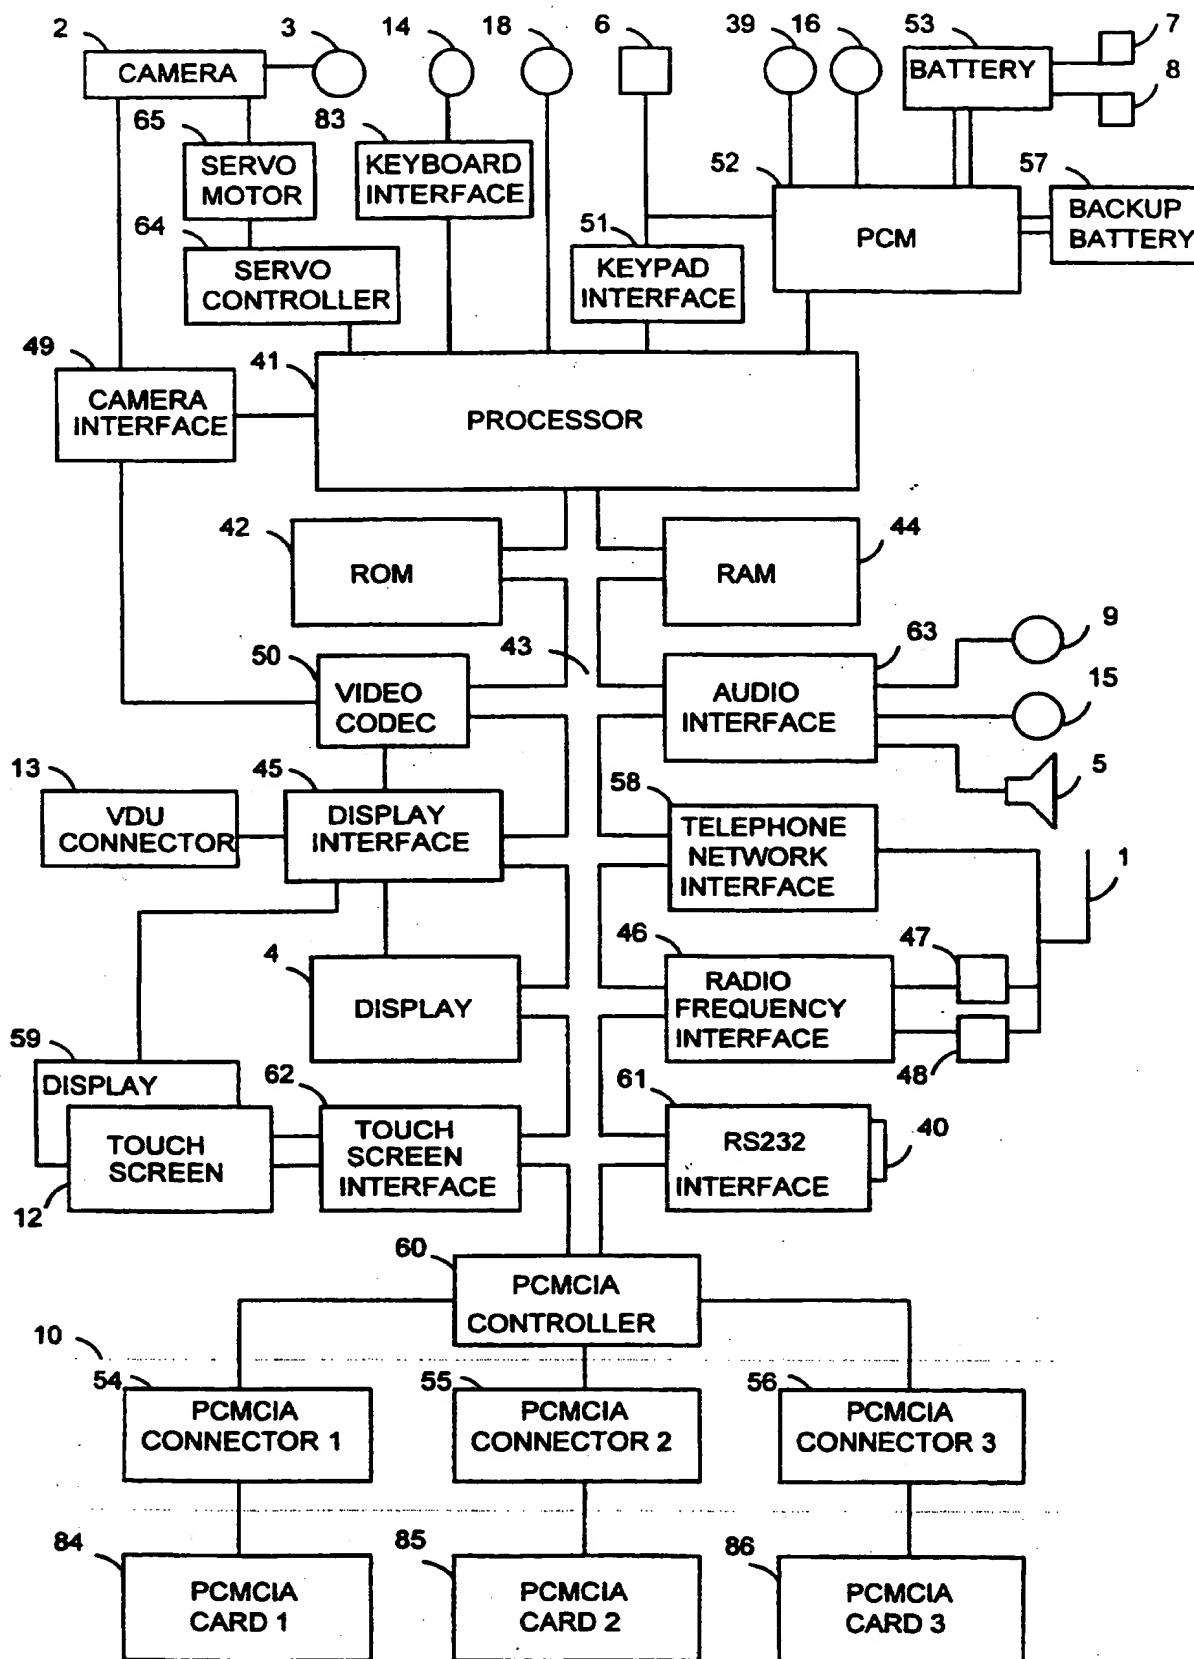 2 3 14 18 6 39 16 53 7
CAMERA
BATTERY
8
65 83 52 57
SERVO
MOTOR
KEYBOARD
INTERFACE
51
PCM
BACKUP
BATTERY
64
SERVO
CONTROLLER
KEYPAD
INTERFACE
49 41
CAMERA
INTERFACE
PROCESSOR
42 44
ROM
RAM
50 43 63 9
VIDEO
CODEC
AUDIO
INTERFACE
15
13 45 58 5
VDU
CONNECTOR
DISPLAY
INTERFACE
TELEPHONE
NETWORK
INTERFACE
1
4 46 47
DISPLAY
RADIO
FREQUENCY
INTERFACE
59 62 61 48
DISPLAY
TOUCH
SCREEN
TOUCH
SCREEN
INTERFACE
RS232
INTERFACE
40
12
60
PCMCIA
CONTROLLER
10
54 55 56
PCMCIA
CONNECTOR 1
PCMCIA
CONNECTOR 2
PCMCIA
CONNECTOR 3
84 85 86
PCMCIA
CARD 1
PCMCIA
CARD 2
PCMCIA
CARD 3